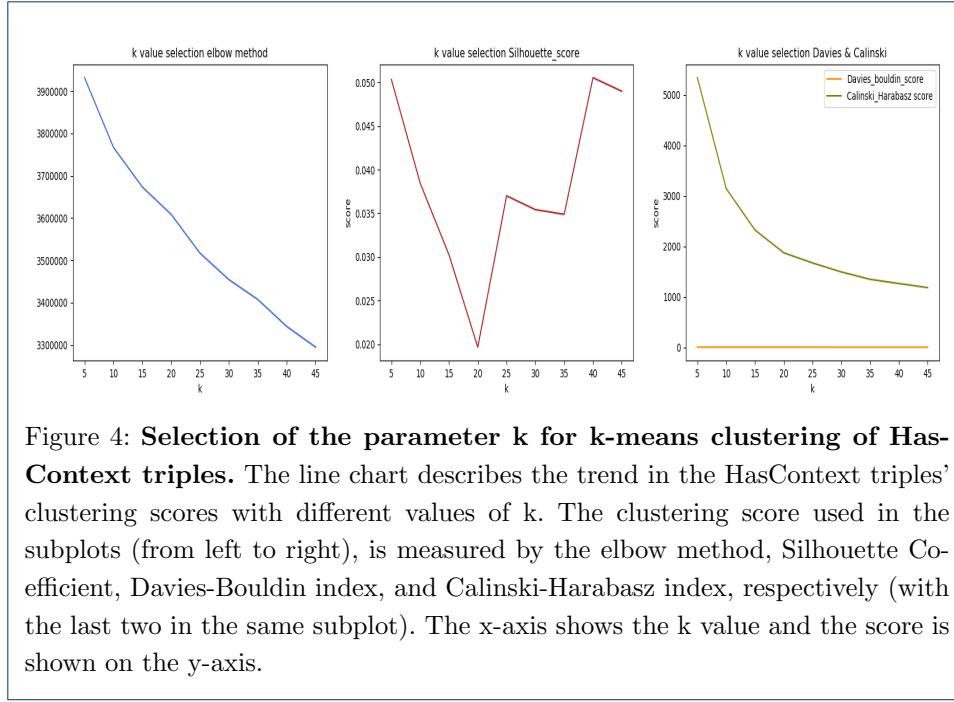 k value selection elbow method
3900000
3800000
3700000
3600000
3500000
3400000
3300000
5 10 15 20 25 30 35 40 45
k
k value selection Silhouette_score
0.050
0.045
0.040
0.035
0.030
0.025
0.020
score
5 10 15 20 25 30 35 40 45
k
k value selection Davies & Calinski
Davies_bouldin_score
Calinski_Harabasz score
5000
4000
3000
2000
1000
0
score
5 10 15 20 25 30 35 40 45
k
Figure 4: Selection of the parameter k for k-means clustering of Has-
Context triples. The line chart describes the trend in the HasContext triples’
clustering scores with different values of k. The clustering score used in the
subplots (from left to right), is measured by the elbow method, Silhouette Co-
efficient, Davies-Bouldin index, and Calinski-Harabasz index, respectively (with
the last two in the same subplot). The x-axis shows the k value and the score is
shown on the y-axis.